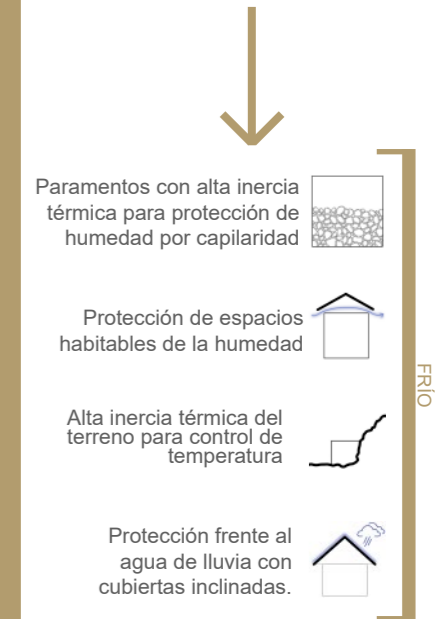 Paramentos con alta inercia
térmica para protección de
humedad por capilaridad
Protección de espacios
habitables de la humedad
Alta inercia térmica del
terreno para control de
temperatura
Protección frente al
agua de lluvia con
cubiertas inclinadas.
FRÍO